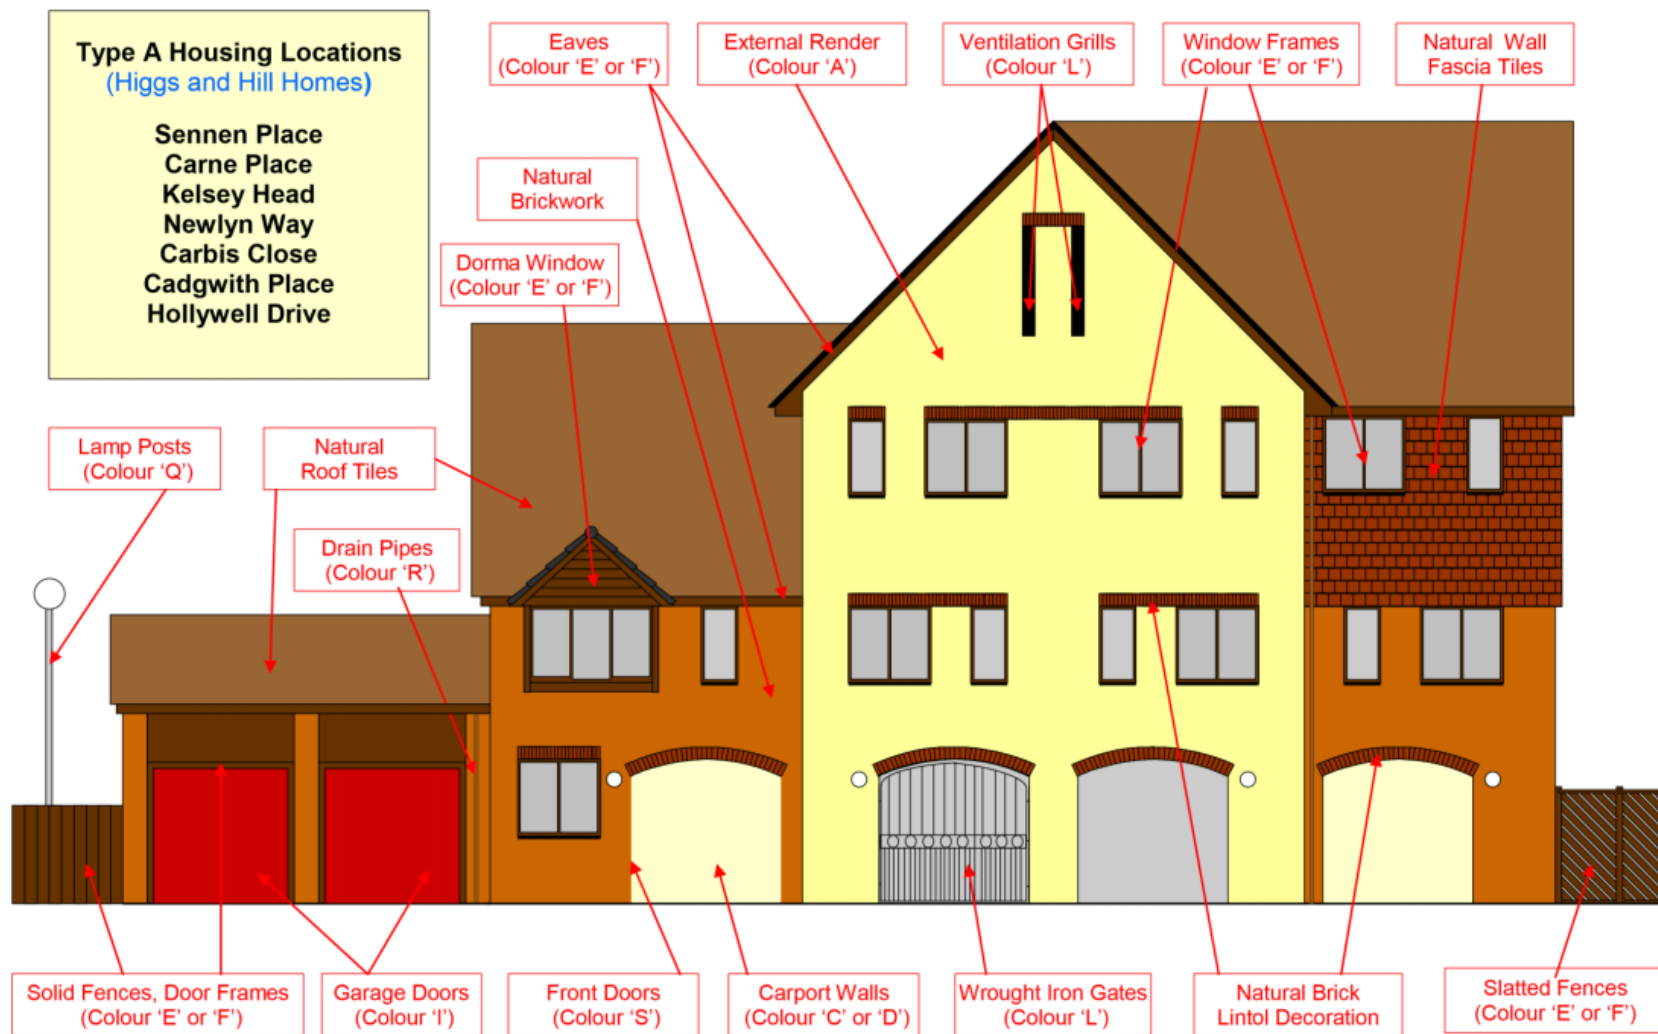 Type A Housing Locations
(Higgs and Hill Homes)
Sennen Place
Carne Place
Kelsey Head
Newlyn Way
Carbis Close
Cadgwith Place
Hollywell Drive
Eaves
(Colour ‘E’ or ‘F’)
External Render
(Colour ‘A’)
Ventilation Grills
(Colour ‘L’)
Window Frames
(Colour ‘E’ or ‘F’)
Natural Wall
Fascia Tiles
Natural
Brickwork
Dorma Window
(Colour ‘E’ or ‘F’)
Lamp Posts
(Colour ‘Q’)
Natural
Roof Tiles
Drain Pipes
(Colour ‘R’)
Solid Fences, Door Frames
(Colour ‘E’ or ‘F’)
Garage Doors
(Colour ‘I’)
Front Doors
(Colour ‘S’)
Carport Walls
(Colour ‘C’ or ‘D’)
Wrought Iron Gates
(Colour ‘L’)
Natural Brick
Lintol Decoration
Slatted Fences
(Colour ‘E’ or ‘F’)